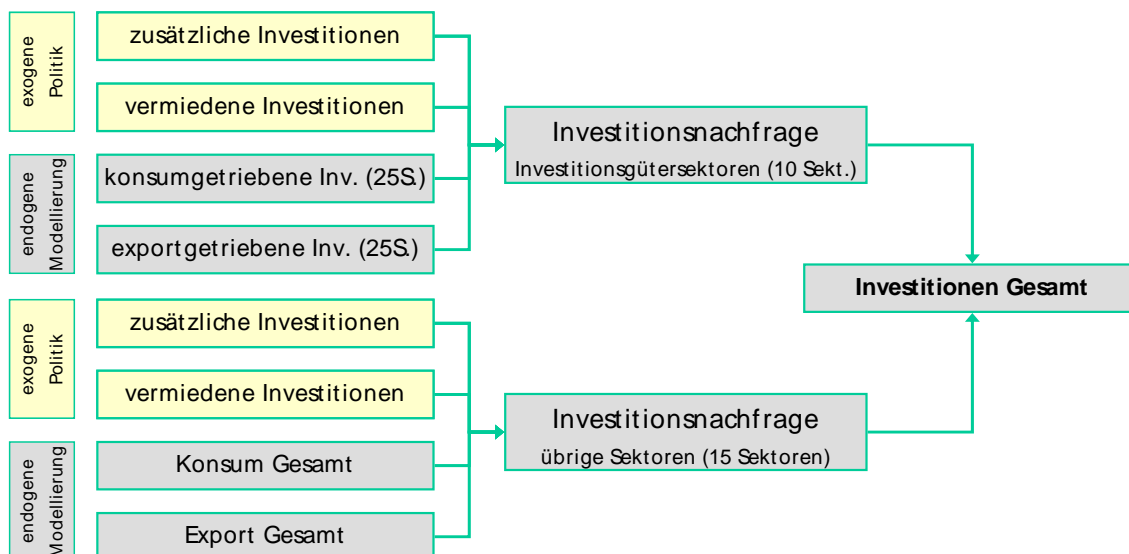 exogene
Politik
zusätzliche Investitionen
vermiedene Investitionen
endogene
Modellierung
konsumgetriebene Inv. (25S.)
exportgetriebene Inv. (25S.)
Investitionsnachfrage
Investitionsgütersektoren (10 Sekt.)
exogene
Politik
zusätzliche Investitionen
vermiedene Investitionen
endogene
Modellierung
Konsum Gesamt
Export Gesamt
Investitionsnachfrage
übrige Sektoren (15 Sektoren)
Investitionen Gesamt